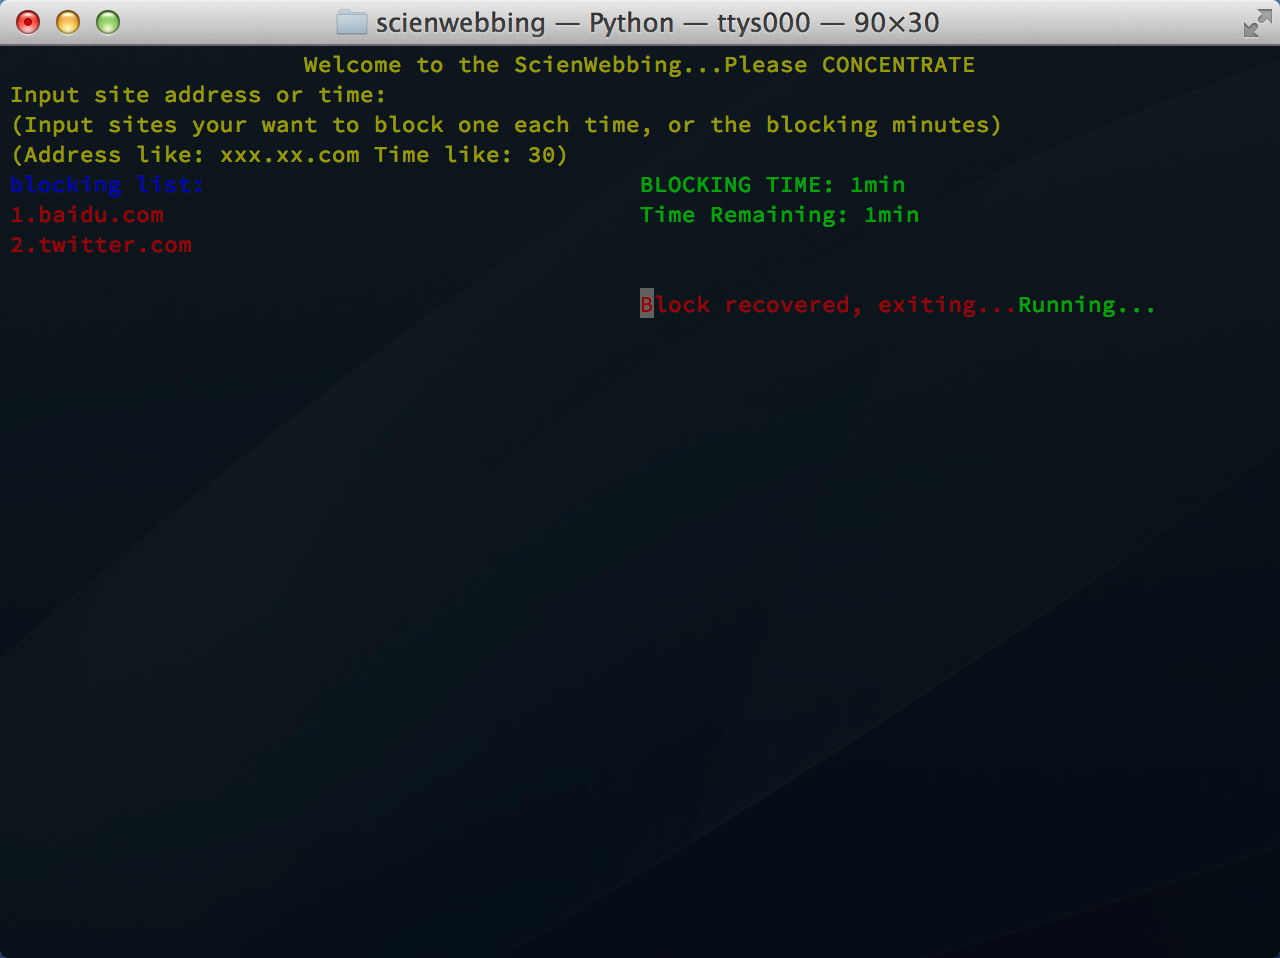 scienwebbing — Python — ttys000 — 90×30
Welcome to the ScienWebbing...Please CONCENTRATE
Input site address or time:
(Input sites your want to block one each time, or the blocking minutes)
(Address like: xxx.xx.com Time like: 30)
blocking list: BLOCKING TIME: 1min
1.baidu.com Time Remaining: 1min
2.twitter.com
Block recovered, exiting...Running...